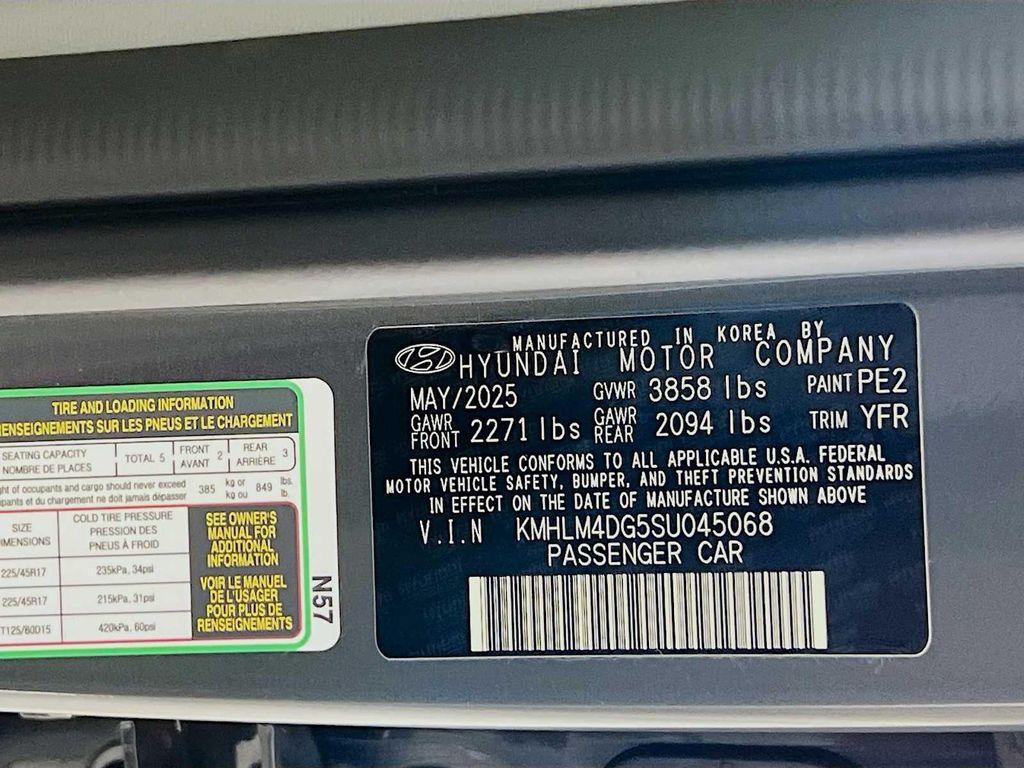 TIRE AND LOADING INFORMATION
RENSEIGNEMENTS SUR LES PNEUS ET LE CHARGEMENT
SEATING CAPACITY
NOMBRE DE PLACES
TOTAL 5
FRONT
AVANT
2
REAR
ARRIÈRE
3
of occupants and cargo should never exceed
et du chargement ne doit jamais dépasser
385
kg or
kg ou
849
lbs.
lb.
SIZE
COLD TIRE PRESSURE
PRESSION DES
PNEUS À FROID
225/45R17
235kPa, 34psi
225/45R17
215kPa, 31psi
T125/80D15
420kPa, 60psi
SEE OWNER'S
MANUAL FOR
ADDITIONAL
INFORMATION
VOIR LE MANUEL
DE L'USAGER
POUR PLUS DE
RENSEIGNEMENTS
N57
MANUFACTURED IN KOREA BY
HYUNDAI MOTOR COMPANY
MAY/2025 GVWR 3858 lbs PAINT PE2
GAWR
FRONT 2271 lbs
GAWR
REAR 2094 lbs TRIM YFR
THIS VEHICLE CONFORMS TO ALL APPLICABLE U.S.A. FEDERAL
MOTOR VEHICLE SAFETY, BUMPER, AND THEFT PREVENTION STANDARDS
IN EFFECT ON THE DATE OF MANUFACTURE SHOWN ABOVE
V.I.N KMHLM4DG5SU045068
PASSENGER CAR